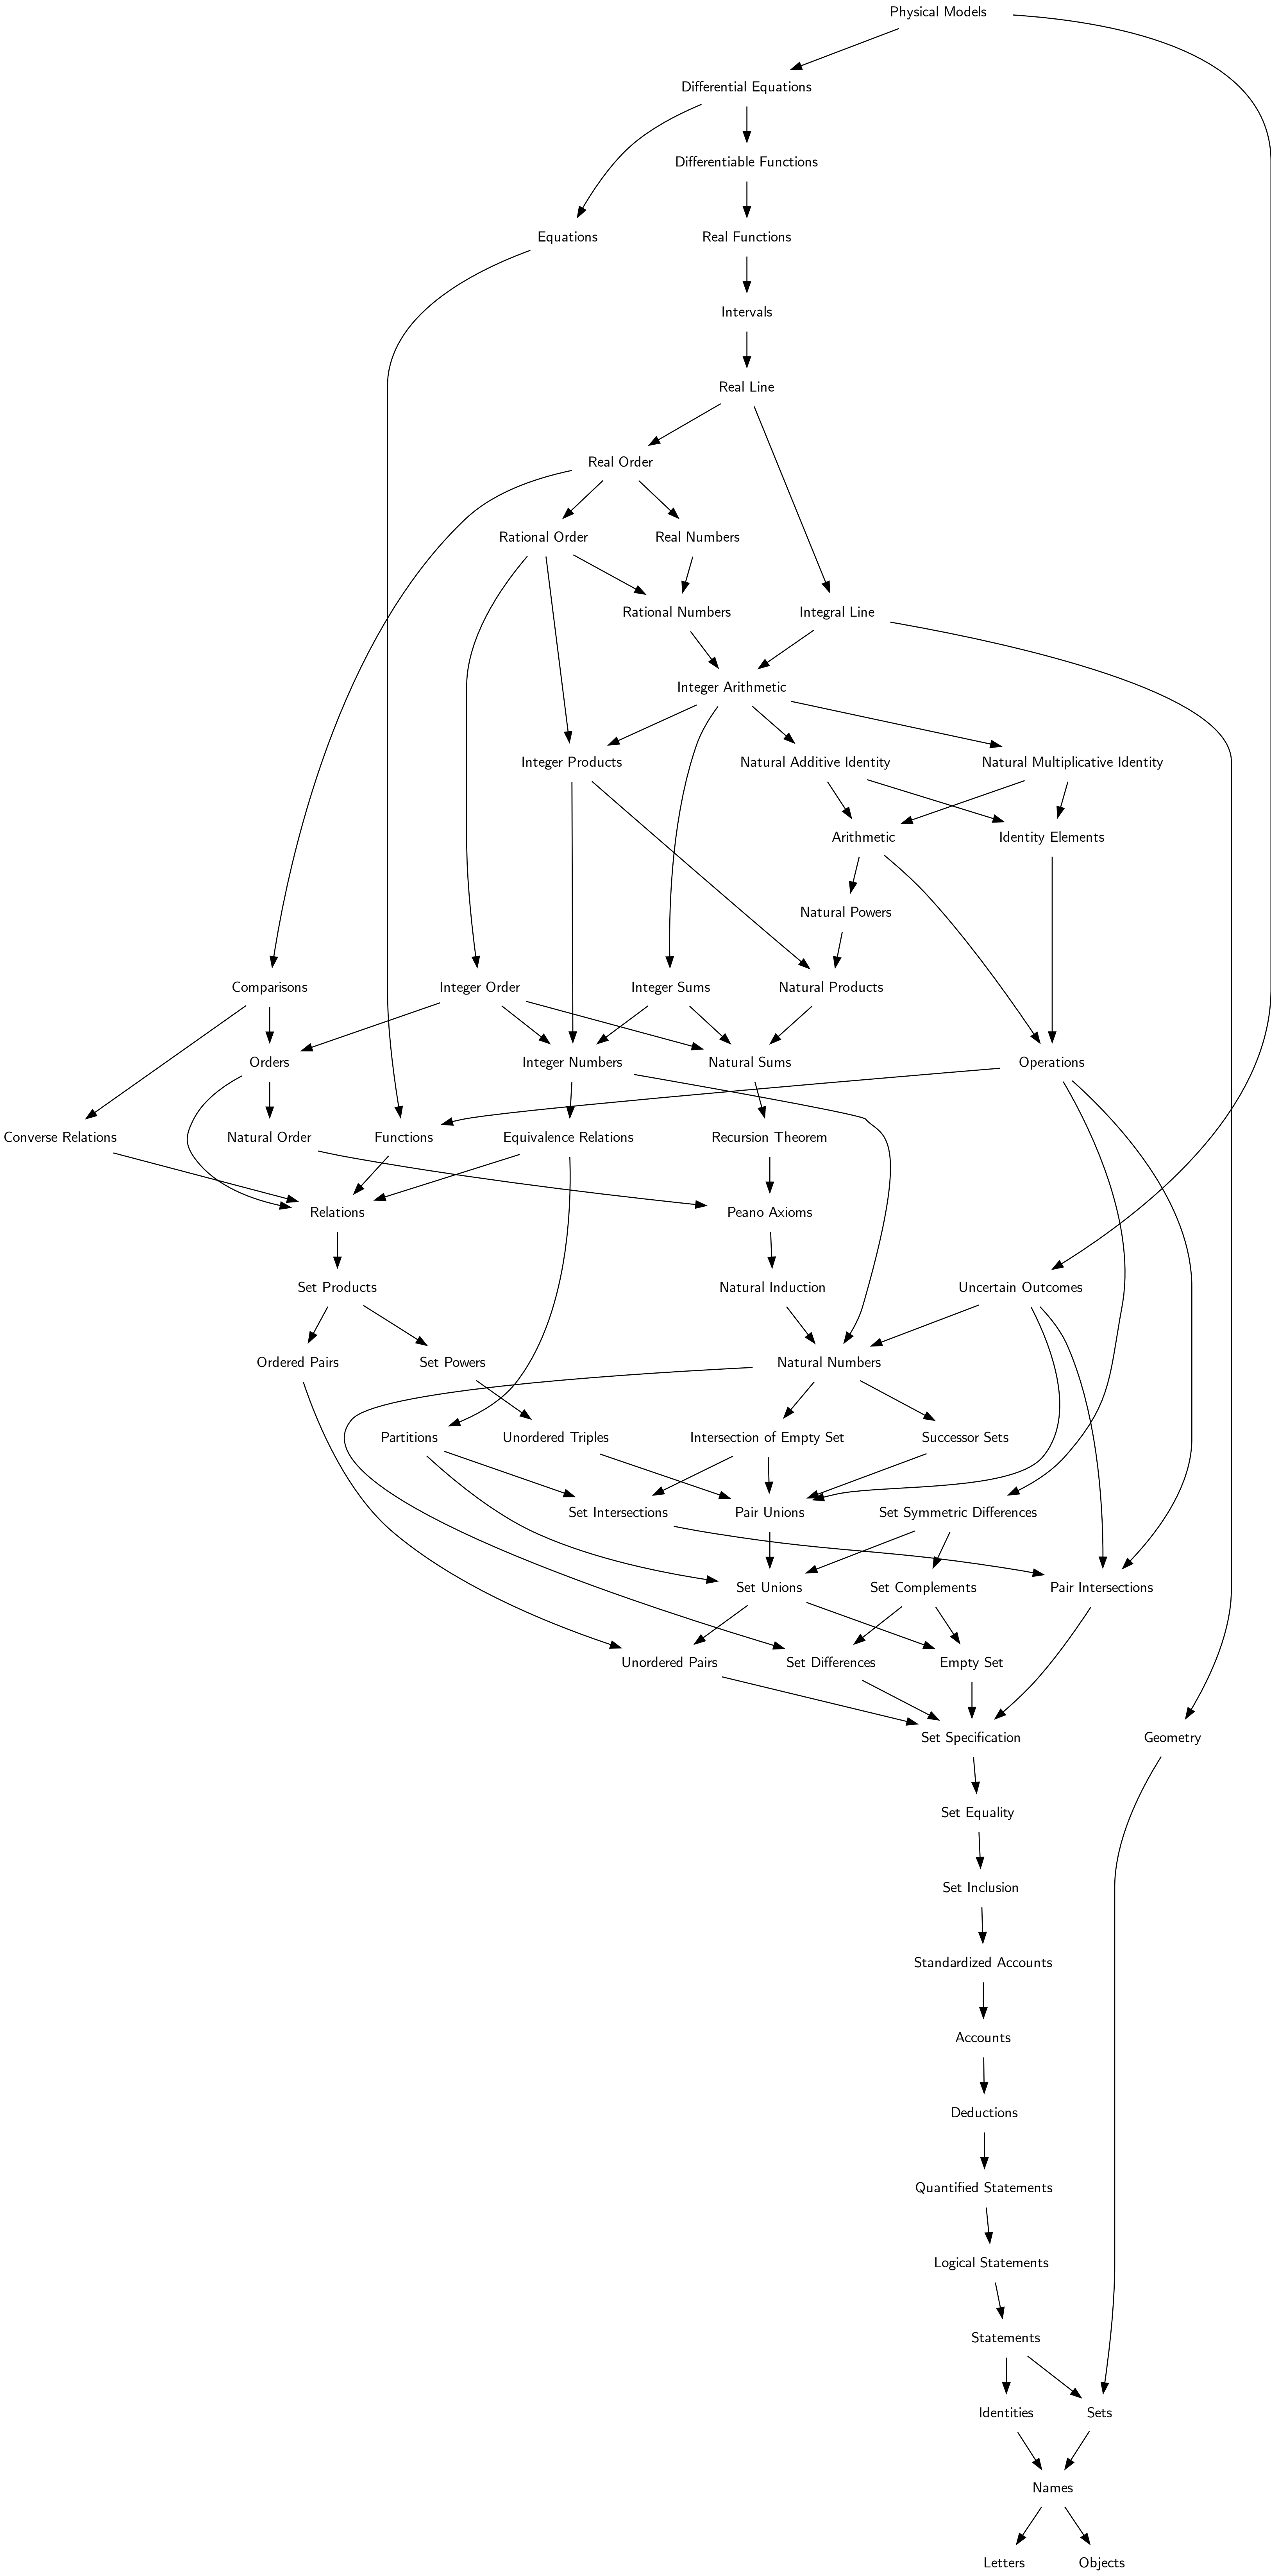 Physical Models
Differential Equations
Differentiable Functions
Equations
Real Functions
Intervals
Real Line
Real Order
Rational Order
Real Numbers
Rational Numbers
Integral Line
Integer Arithmetic
Integer Products
Natural Additive Identity
Natural Multiplicative Identity
Arithmetic
Identity Elements
Natural Powers
Comparisons
Integer Order
Integer Sums
Natural Products
Orders
Integer Numbers
Natural Sums
Operations
Converse Relations
Natural Order
Functions
Equivalence Relations
Recursion Theorem
Relations
Peano Axioms
Set Products
Natural Induction
Uncertain Outcomes
Ordered Pairs
Set Powers
Natural Numbers
Partitions
Unordered Triples
Intersection of Empty Set
Successor Sets
Set Intersections
Pair Unions
Set Symmetric Differences
Set Unions
Set Complements
Pair Intersections
Unordered Pairs
Set Differences
Empty Set
Set Specification
Geometry
Set Equality
Set Inclusion
Standardized Accounts
Accounts
Deductions
Quantified Statements
Logical Statements
Statements
Identities
Sets
Names
Letters
Objects